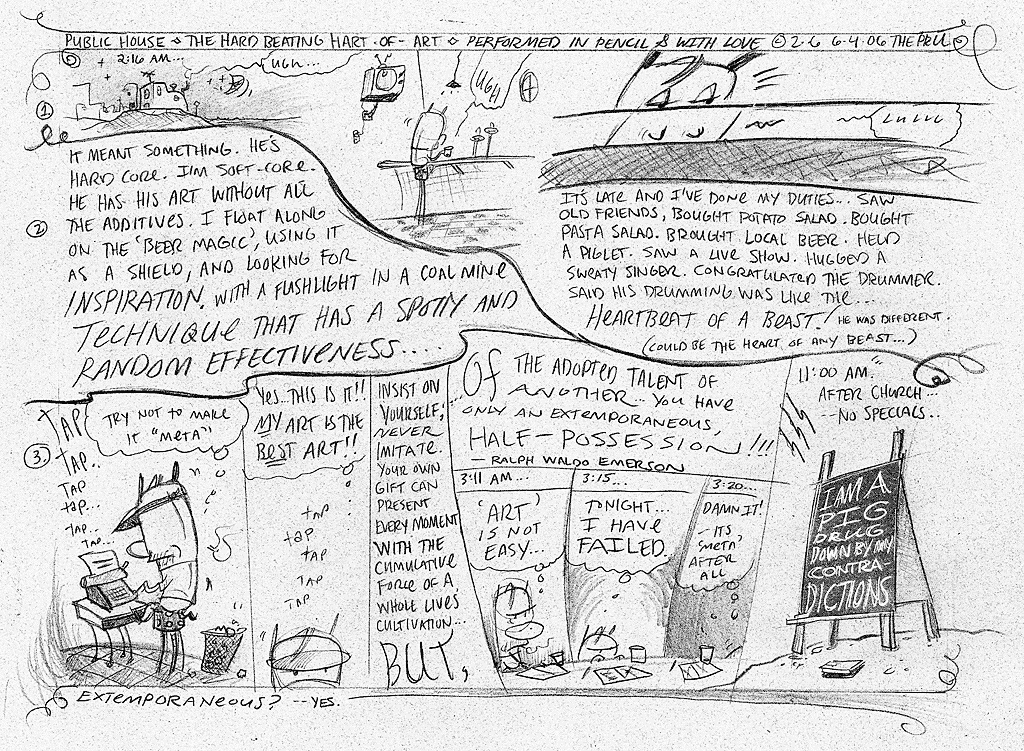 PUBLIC HOUSE THE HARD BEATING HART-OF-ART PERFORMED IN PENCIL & WITH LOVE © 2.6 6.4.06 THE PELL
2:16 AM...
UGH...
UGH
1
IT MEANT SOMETHING. HE'S
HARD CORE. I'M SOFT-CORE.
HE HAS HIS ART WITHOUT ALL
THE ADDITIVES. I FLOAT ALONG
ON THE 'BEER MAGIC', USING IT
AS A SHIELD, AND LOOKING FOR
INSPIRATION. WITH A FLASHLIGHT IN A COAL MINE
TECHNIQUE THAT HAS A SPOTTY AND
RANDOM EFFECTIVENESS....
2
ITS LATE AND I'VE DONE MY DUTIES... SAW
OLD FRIENDS, BOUGHT POTATO SALAD. BOUGHT
PASTA SALAD. BROUGHT LOCAL BEER. HELD
A PIGLET. SAW A LIVE SHOW. HUGGED A
SWEATY SINGER. CONGRATULATED THE DRUMMER.
SAID HIS DRUMMING WAS LIKE THE...
HEARTBEAT OF A BEAST! HE WAS DIFFERENT.
(COULD BE THE HEART OF ANY BEAST...)
3.
TAP
TAP..
TAP..
TAP
TAP..
TAP..
TAP..
TRY NOT TO MAKE
IT "META"!
YES..THIS IS IT!!
MY ART IS THE
BEST ART!!
TAP
TAP
TAP
TAP
TAP
INSIST ON
YOURSELF;
NEVER
IMITATE.
YOUR OWN
GIFT CAN
PRESENT
EVERY MOMENT
WITH THE
CUMULATIVE
FORCE OF A
WHOLE LIVES
CULTIVATION...
BUT,
OF THE ADOPTED TALENT OF
ANOTHER... YOU HAVE
ONLY AN EXTEMPORANEOUS,
HALF-POSSESSION!!!
— RALPH WALDO EMERSON
3:11 AM...
'ART'
IS NOT
EASY...
3:15...
TONIGHT...
I HAVE
FAILED.
3:20...
DAMN IT!
- ITS
'META'
AFTER
ALL
11:00 AM.
AFTER CHURCH...
--NO SPECIALS..
I AM A
PIG
DRUG
DOWN BY MY
CONTRA-
DICTIONS
EXTEMPORANEOUS? --YES.